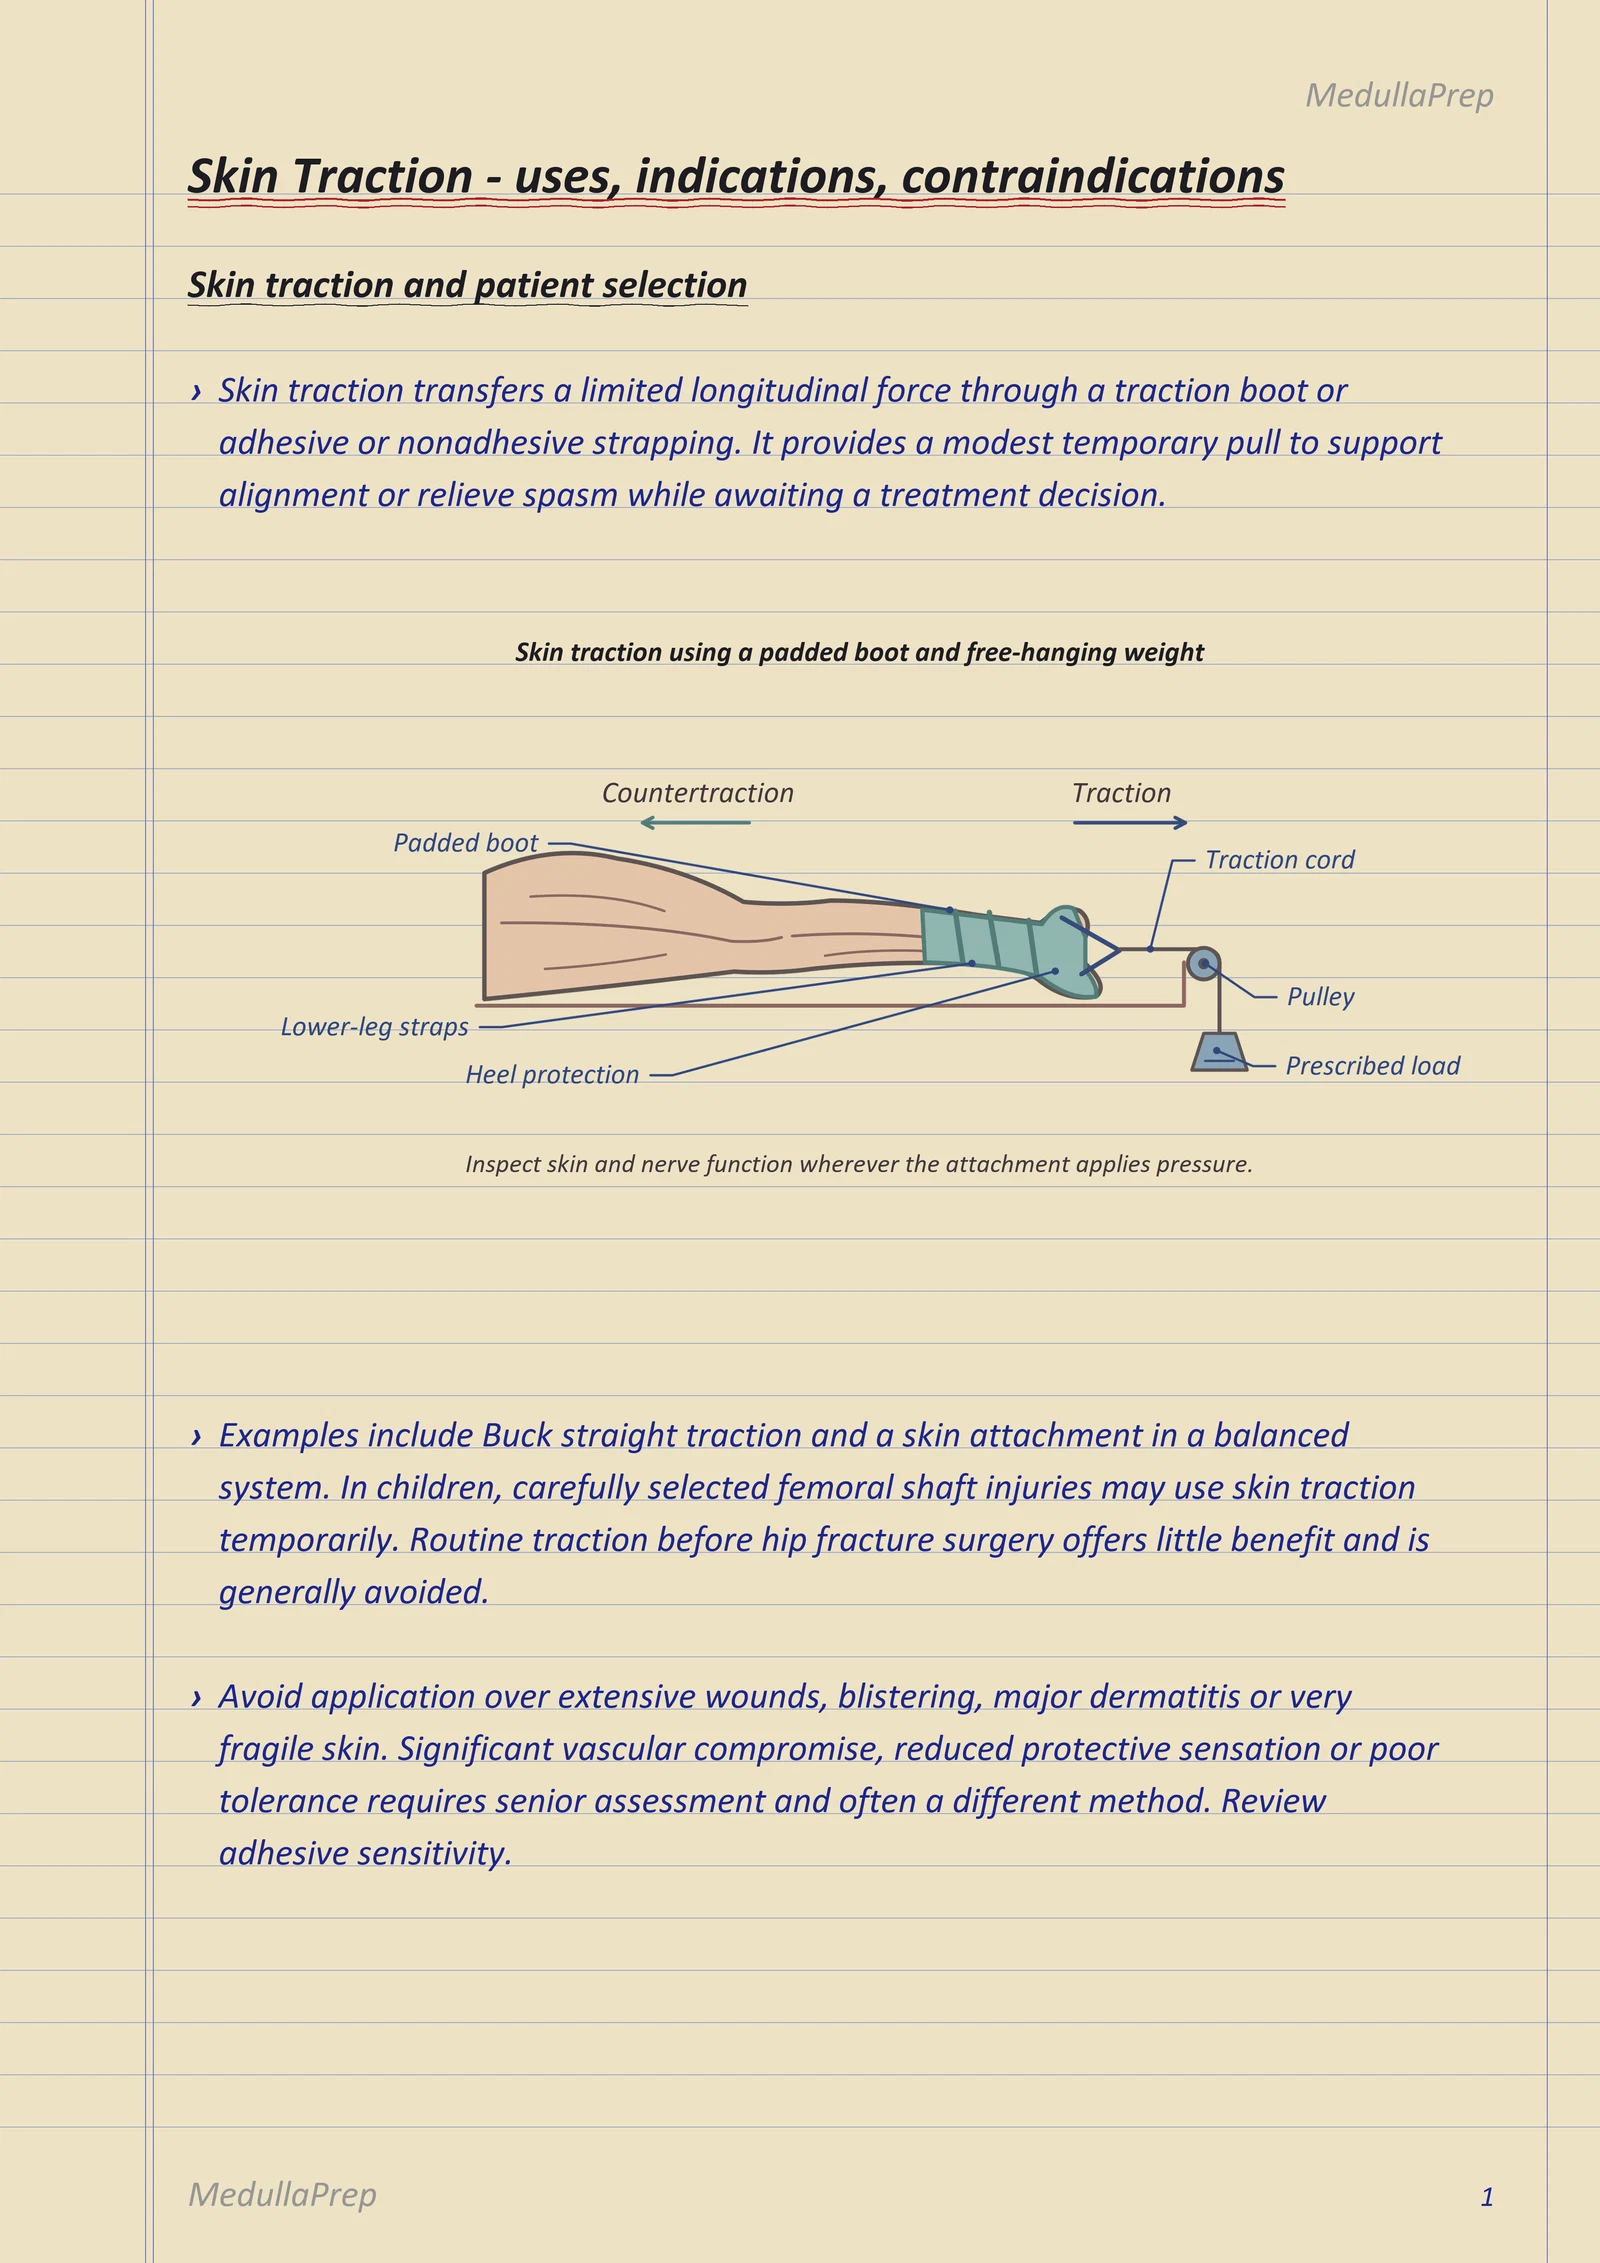 MedullaPrep
Skin Traction - uses, indications, contraindications
Skin traction and patient selection
› Skin traction transfers a limited longitudinal force through a traction boot or
adhesive or nonadhesive strapping. It provides a modest temporary pull to support
alignment or relieve spasm while awaiting a treatment decision.
Skin traction using a padded boot and free-hanging weight
Countertraction
Traction
Padded boot
Traction cord
Pulley
Lower-leg straps
Prescribed load
Heel protection
Inspect skin and nerve function wherever the attachment applies pressure.
› Examples include Buck straight traction and a skin attachment in a balanced
system. In children, carefully selected femoral shaft injuries may use skin traction
temporarily. Routine traction before hip fracture surgery offers little benefit and is
generally avoided.
› Avoid application over extensive wounds, blistering, major dermatitis or very
fragile skin. Significant vascular compromise, reduced protective sensation or poor
tolerance requires senior assessment and often a different method. Review
adhesive sensitivity.
MedullaPrep
1